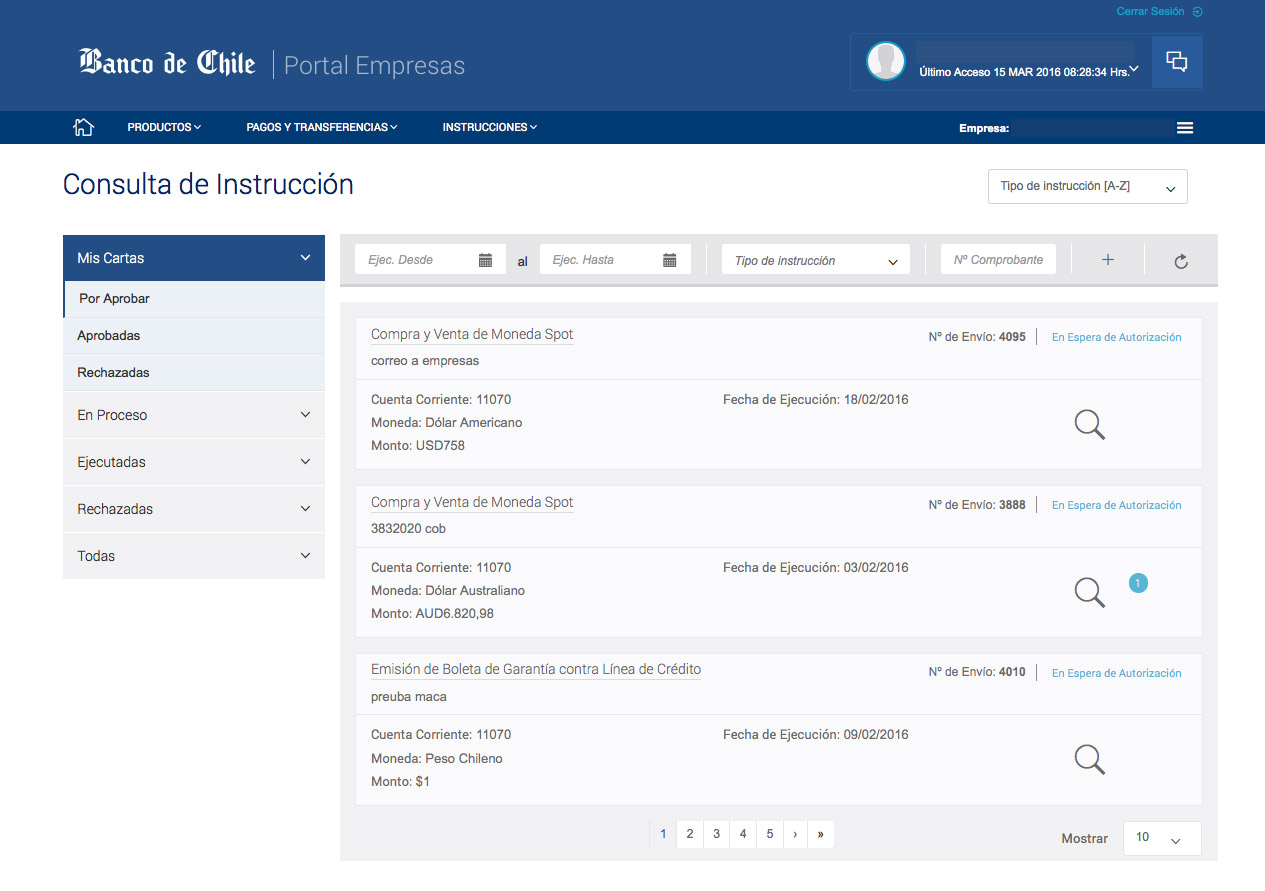 Cerrar Sesión
Banco de Chile | Portal Empresas
Último Acceso 15 MAR 2016 08:28:34 Hrs.
PRODUCTOS PAGOS Y TRANSFERENCIAS INSTRUCCIONES Empresa:
Consulta de Instrucción
Tipo de instrucción [A-Z]
Mis Cartas
Por Aprobar
Aprobadas
Rechazadas
En Proceso
Ejecutadas
Rechazadas
Todas
Ejec. Desde al Ejec. Hasta Tipo de instrucción Nº Comprobante +
Compra y Venta de Moneda Spot Nº de Envío: 4095 En Espera de Autorización
correo a empresas
Cuenta Corriente: 11070 Fecha de Ejecución: 18/02/2016
Moneda: Dólar Americano
Monto: USD758
Compra y Venta de Moneda Spot Nº de Envío: 3888 En Espera de Autorización
3832020 cob
Cuenta Corriente: 11070 Fecha de Ejecución: 03/02/2016
Moneda: Dólar Australiano 1
Monto: AUD6.820,98
Emisión de Boleta de Garantía contra Línea de Crédito Nº de Envío: 4010 En Espera de Autorización
preuba maca
Cuenta Corriente: 11070 Fecha de Ejecución: 09/02/2016
Moneda: Peso Chileno
Monto: $1
1 2 3 4 5 › » Mostrar 10